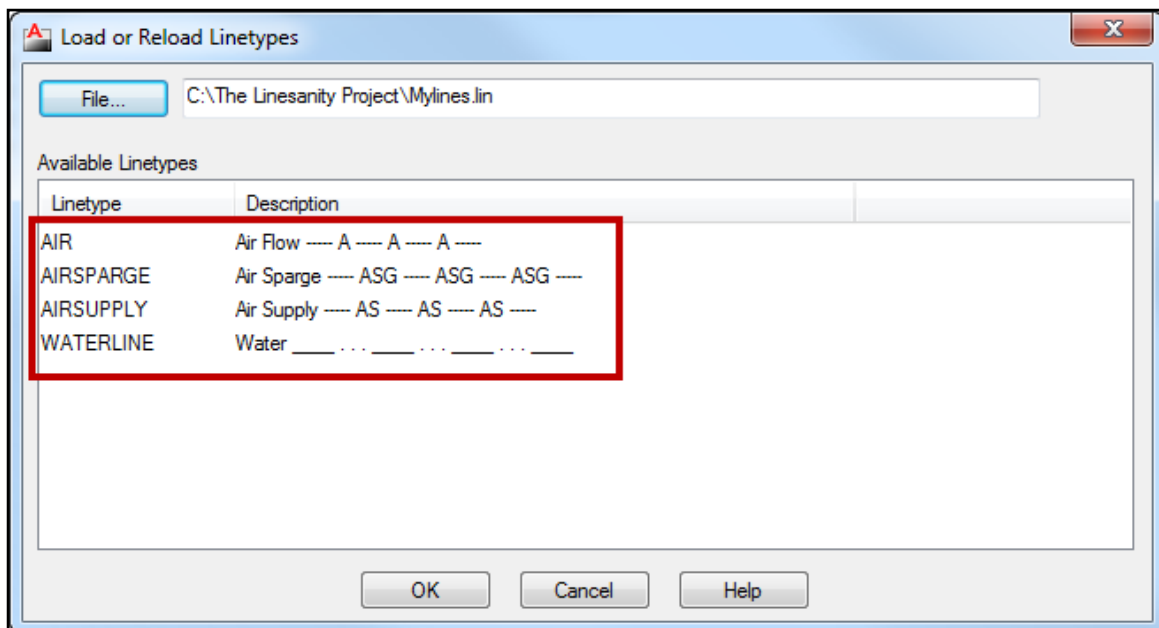 Load or Reload Linetypes
File... C:\The Linesanity Project\Mylines.lin
Available Linetypes
Linetype Description
AIR Air Flow ----- A ----- A ----- A -----
AIRSPARGE Air Sparge ----- ASG ----- ASG ----- ASG -----
AIRSUPPLY Air Supply ----- AS ----- AS ----- AS -----
WATERLINE Water ____ . . . ____ . . . ____ . . . ____
OK Cancel Help